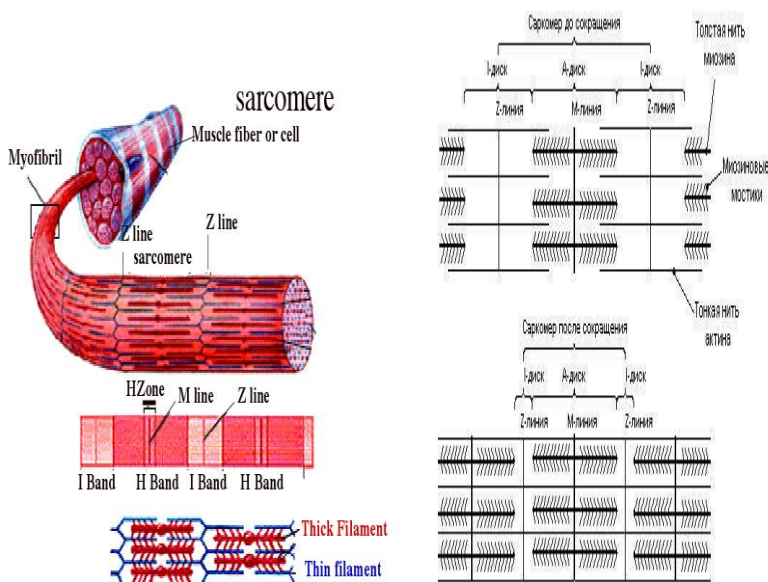 sarcomere
Muscle fiber or cell
Myofibril
Z line
Z line
sarcomere
HZone
M line
Z line
I Band
H Band
I Band
H Band
Thick Filament
Thin filament
Саркомер до сокращения
Толстая нить
миозина
I-диск
A-диск
I-диск
Z-линия
M-линия
Z-линия
Миозиновые
мостики
Тонкая нить
актина
Саркомер после сокращения
I-диск
A-диск
I-диск
Z-линия
M-линия
Z-линия